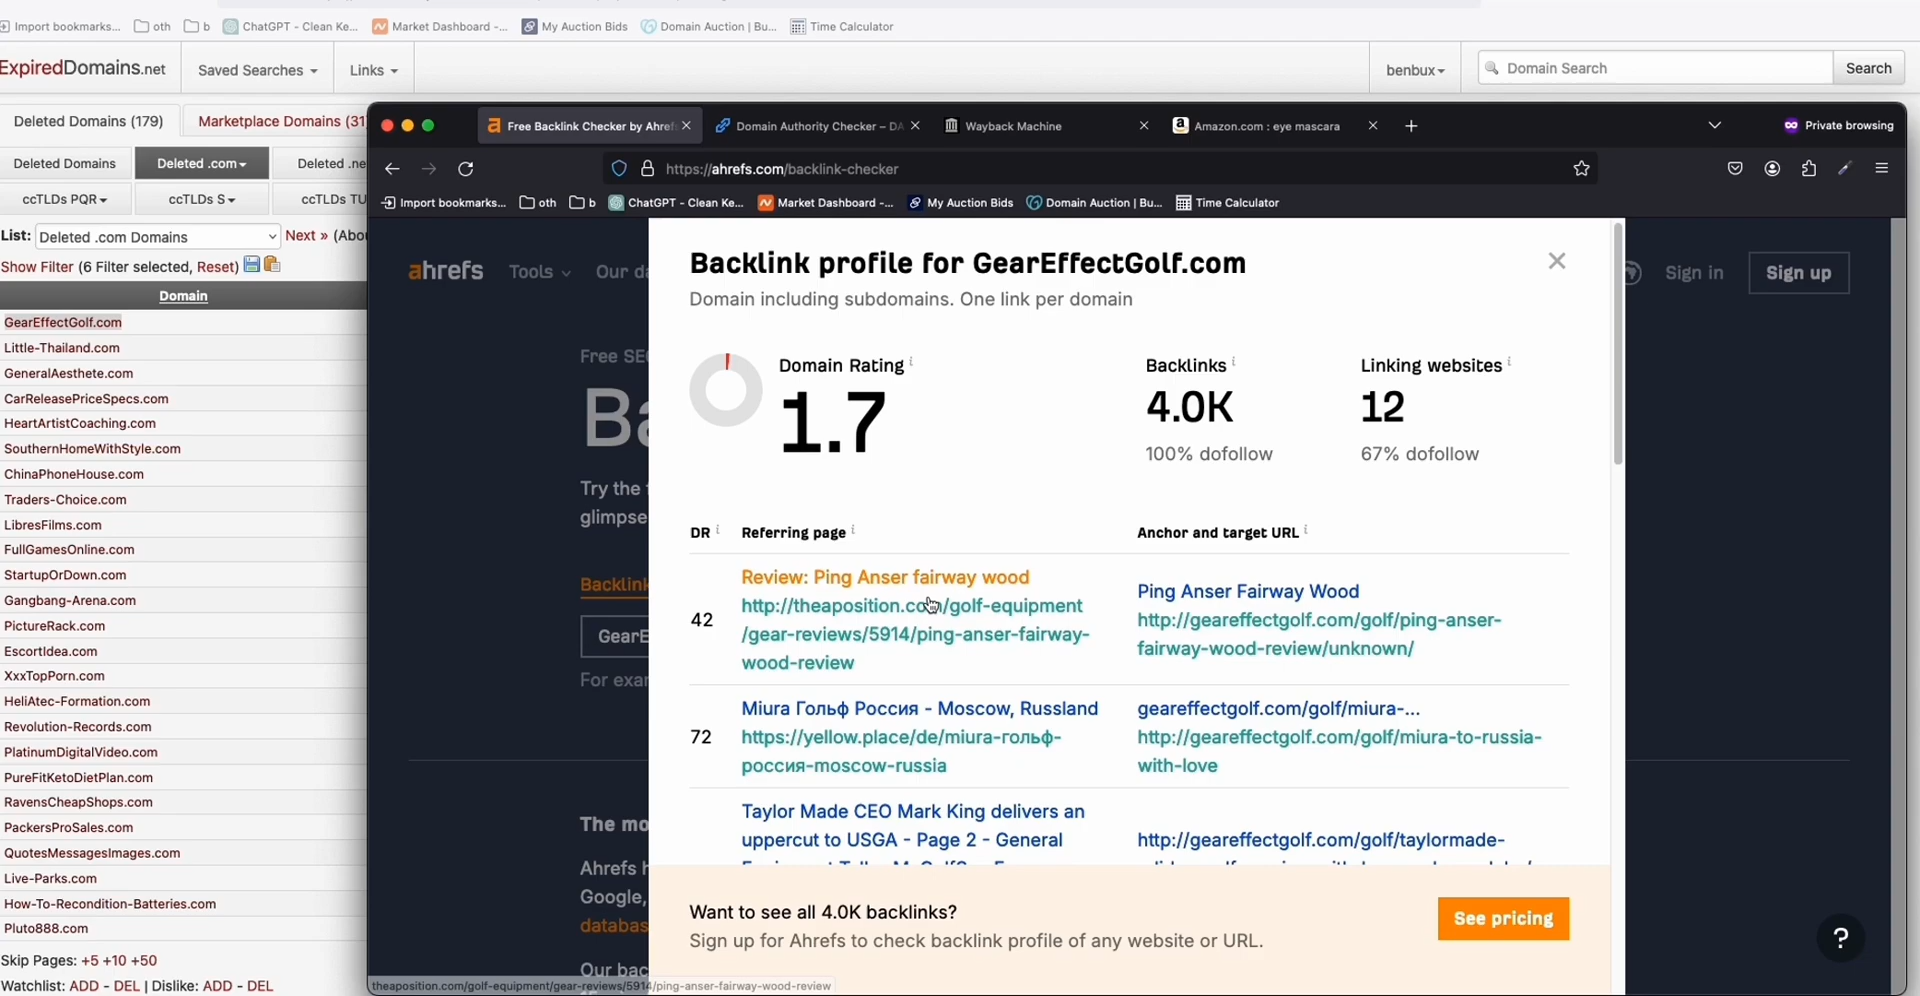 Import bookmarks...
oth
b
ChatGPT - Clean Ke...
Market Dashboard -...
My Auction Bids
Domain Auction | Bu...
Time Calculator
ExpiredDomains.net
Saved Searches
Links
benbux
Domain Search
Search
Deleted Domains (179)
Marketplace Domains (31
Deleted Domains
Deleted .com
Deleted .ne
ccTLDs PQR
ccTLDs S
ccTLDs TU
List:
Deleted .com Domains
Next » (Abou
Show Filter (6 Filter selected, Reset)
Domain
GearEffectGolf.com
Little-Thailand.com
GeneralAesthete.com
CarReleasePriceSpecs.com
HeartArtistCoaching.com
SouthernHomeWithStyle.com
ChinaPhoneHouse.com
Traders-Choice.com
LibresFilms.com
FullGamesOnline.com
StartupOrDown.com
Gangbang-Arena.com
PictureRack.com
EscortIdea.com
XxxTopPorn.com
HeliAtec-Formation.com
Revolution-Records.com
PlatinumDigitalVideo.com
PureFitKetoDietPlan.com
RavensCheapShops.com
PackersProSales.com
QuotesMessagesImages.com
Live-Parks.com
How-To-Recondition-Batteries.com
Pluto888.com
Skip Pages: +5 +10 +50
Watchlist: ADD - DEL | Dislike: ADD - DEL
Free Backlink Checker by Ahref
Domain Authority Checker – DA
Wayback Machine
Amazon.com : eye mascara
Private browsing
https://ahrefs.com/backlink-checker
Import bookmarks...
oth
b
ChatGPT - Clean Ke...
Market Dashboard -...
My Auction Bids
Domain Auction | Bu...
Time Calculator
ahrefs
Tools
Our da
Sign in
Sign up
Free SE
Ba
Try the f
glimpse
Backlink
GearE
For exam
The mo
Ahrefs h
Google,
databas
Our bac
Backlink profile for GearEffectGolf.com
Domain including subdomains. One link per domain
Domain Rating
1.7
Backlinks
4.0K
100% dofollow
Linking websites
12
67% dofollow
DR
Referring page
Anchor and target URL
42
Review: Ping Anser fairway wood
http://theaposition.com/golf-equipment
/gear-reviews/5914/ping-anser-fairway-
wood-review
Ping Anser Fairway Wood
http://geareffectgolf.com/golf/ping-anser-
fairway-wood-review/unknown/
72
Miura Гольф Россия - Moscow, Russland
https://yellow.place/de/miura-гольф-
россия-moscow-russia
geareffectgolf.com/golf/miura-...
http://geareffectgolf.com/golf/miura-to-russia-
with-love
Taylor Made CEO Mark King delivers an
uppercut to USGA - Page 2 - General
http://geareffectgolf.com/golf/taylormade-
Want to see all 4.0K backlinks?
Sign up for Ahrefs to check backlink profile of any website or URL.
See pricing
?
theaposition.com/golf-equipment/gear-reviews/5914/ping-anser-fairway-wood-review